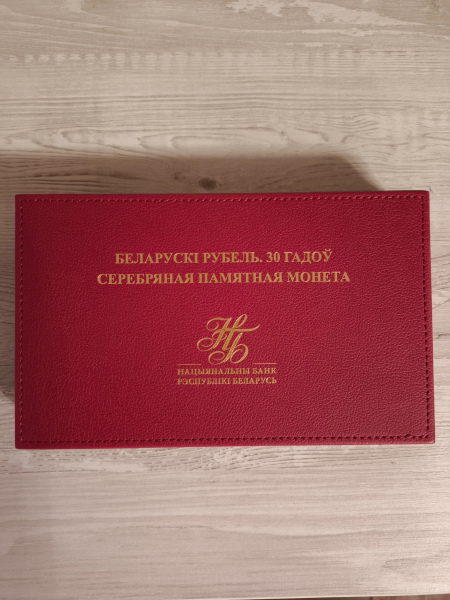 БЕЛАРУСКІ РУБЕЛЬ. 30 ГАДОЎ
СЕРЕБРЯНАЯ ПАМЯТНАЯ МОНЕТА
НБ
НАЦЫЯНАЛЬНЫ БАНК
РЭСПУБЛІКІ БЕЛАРУСЬ